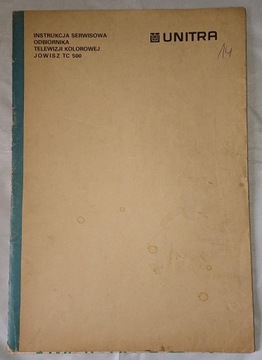 INSTRUKCJA SERWISOWA
ODBIORNIKA
TELEWIZJI KOLOROWEJ
JOWISZ TC 500
UNITRA
14